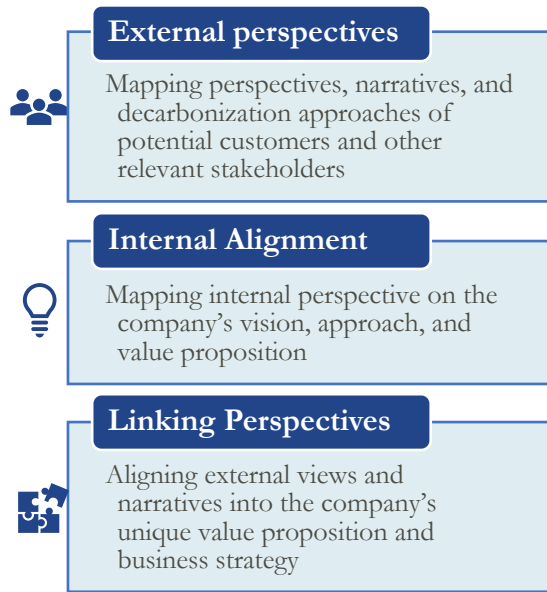 External perspectives
Mapping perspectives, narratives, and
decarbonization approaches of
potential customers and other
relevant stakeholders
Internal Alignment
Mapping internal perspective on the
company's vision, approach, and
value proposition
Linking Perspectives
Aligning external views and
narratives into the company's
unique value proposition and
business strategy